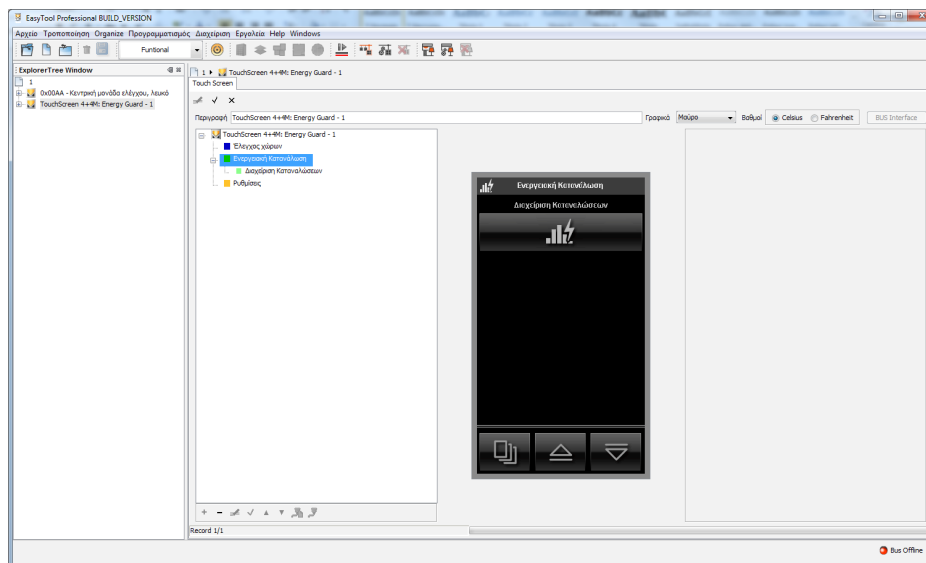 EasyTool Professional BUILD_VERSION
Αρχείο Τροποποίηση Organize Προγραμματισμός Διαχείριση Εργαλεία Help Windows
Funtional
ExplorerTree Window
1
0x00AA - Κεντρική μονάδα ελέγχου, λευκό
TouchScreen 4+4M: Energy Guard - 1
1 TouchScreen 4+4M: Energy Guard - 1
Touch Screen
Περιγραφή TouchScreen 4+4M: Energy Guard - 1 Γραφικά Μαύρο Βαθμοί Celsius Fahrenheit BUS Interface
TouchScreen 4+4M: Energy Guard - 1
Έλεγχος χώρων
Ενεργειακή Κατανάλωση
Διαχείριση Καταναλώσεων
Ρυθμίσεις
Ενεργειακή Κατανάλωση
Διαχείριση Καταναλώσεων
Record 1/1
Bus Offline